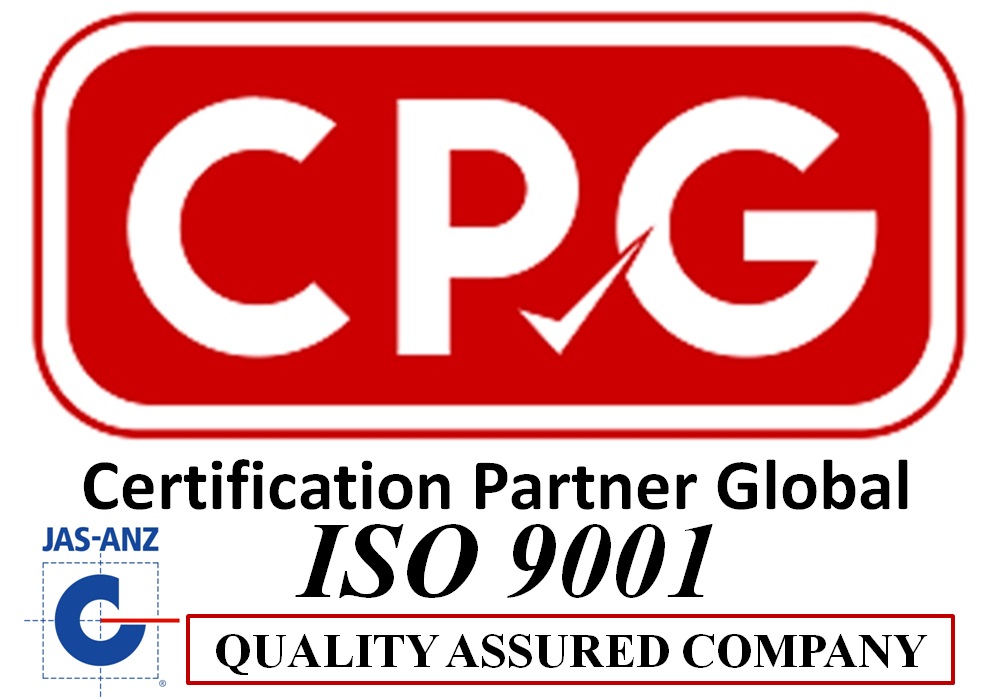 CPG
Certification Partner Global
JAS-ANZ
ISO 9001
®
QUALITY ASSURED COMPANY